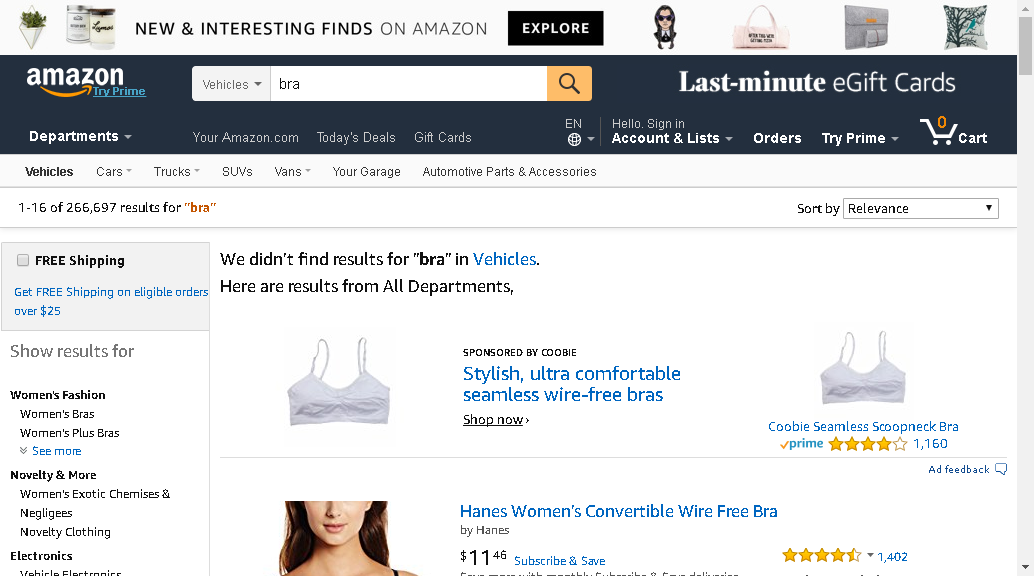 NEW & INTERESTING FINDS ON AMAZON EXPLORE
amazon
Try Prime
Vehicles bra
Last-minute eGift Cards
Departments
Your Amazon.com Today's Deals Gift Cards
EN
Hello. Sign in
Account & Lists
Orders
Try Prime
0
Cart
Vehicles Cars Trucks SUVs Vans Your Garage Automotive Parts & Accessories
1-16 of 266,697 results for "bra"
Sort by Relevance
FREE Shipping
Get FREE Shipping on eligible orders
over $25
Show results for
Women's Fashion
Women's Bras
Women's Plus Bras
See more
Novelty & More
Women's Exotic Chemises &
Negligees
Novelty Clothing
Electronics
Vehicle Electronics
We didn't find results for "bra" in Vehicles.
Here are results from All Departments,
SPONSORED BY COOBIE
Stylish, ultra comfortable
seamless wire-free bras
Shop now ›
Coobie Seamless Scoopneck Bra
prime 1,160
Ad feedback
Hanes Women's Convertible Wire Free Bra
by Hanes
$11 46 Subscribe & Save
1,402
Save more with monthly Subscribe & Save deliveries